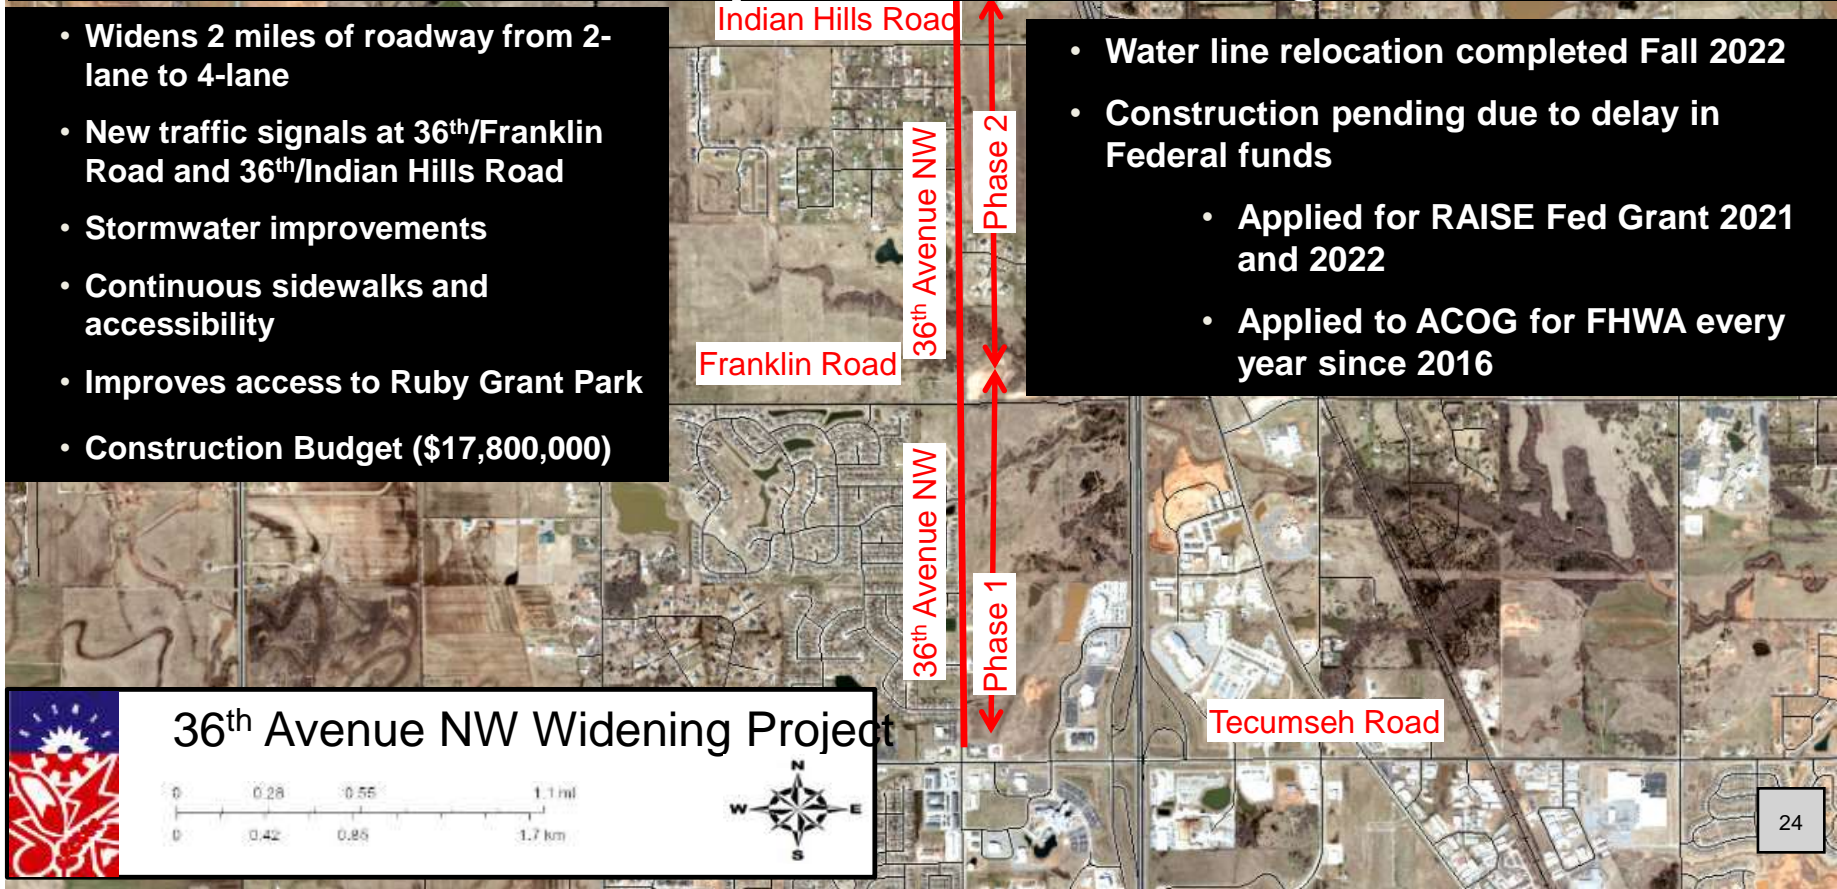 Indian Hills Road
• Widens 2 miles of roadway from 2-
lane to 4-lane
• New traffic signals at 36th/Franklin
Road and 36th/Indian Hills Road
• Stormwater improvements
• Continuous sidewalks and
accessibility
• Improves access to Ruby Grant Park
• Construction Budget ($17,800,000)
• Water line relocation completed Fall 2022
• Construction pending due to delay in
Federal funds
• Applied for RAISE Fed Grant 2021
and 2022
• Applied to ACOG for FHWA every
year since 2016
36th Avenue NW
Phase 2
Franklin Road
36th Avenue NW
Phase 1
Tecumseh Road
36th Avenue NW Widening Project
0 0.28 0.55 1.1 mi
0 0.42 0.85 1.7 km
N
W E
S
24